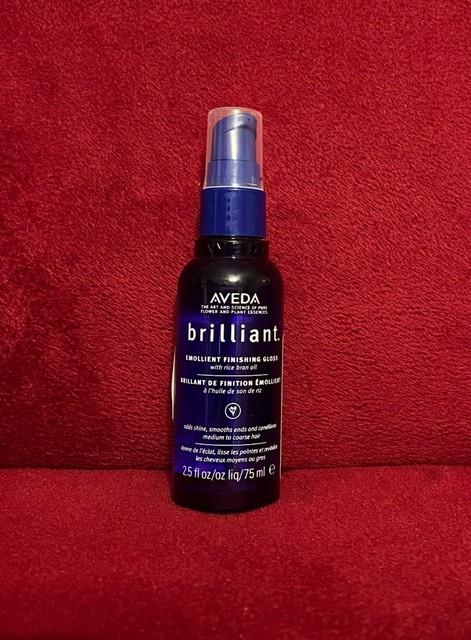 AVEDA
THE ART AND SCIENCE OF PURE
FLOWER AND PLANT ESSENCES
brilliant.
EMOLLIENT FINISHING GLOSS
with rice bran oil
BRILLANT DE FINITION ÉMOLLIENT
à l'huile de son de riz
adds shine, smooths ends and conditions
medium to coarse hair
donne de l'éclat, lisse les pointes et revitalise
les cheveux moyens ou gros
2.5 fl oz/oz liq/75 ml ℮